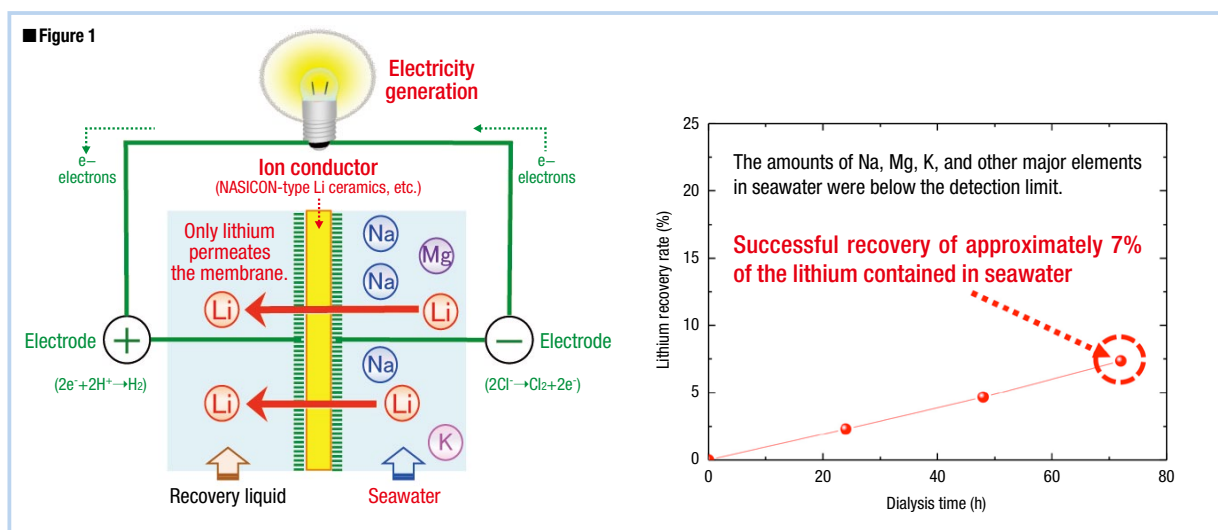 ■Figure 1
Electricity
generation
e−
electrons
e−
electrons
Ion conductor
(NASICON-type Li ceramics, etc.)
Only lithium
permeates
the membrane.
Na
Mg
Na
Li
Li
Electrode
+
−
Electrode
(2e⁻+2H⁺→H₂)
(2Cl⁻→Cl₂+2e⁻)
Na
Li
Li
K
Recovery liquid
Seawater
25
20
15
10
5
0
Lithium recovery rate (%)
The amounts of Na, Mg, K, and other major elements
in seawater were below the detection limit.
Successful recovery of approximately 7%
of the lithium contained in seawater
0
20
40
60
80
Dialysis time (h)